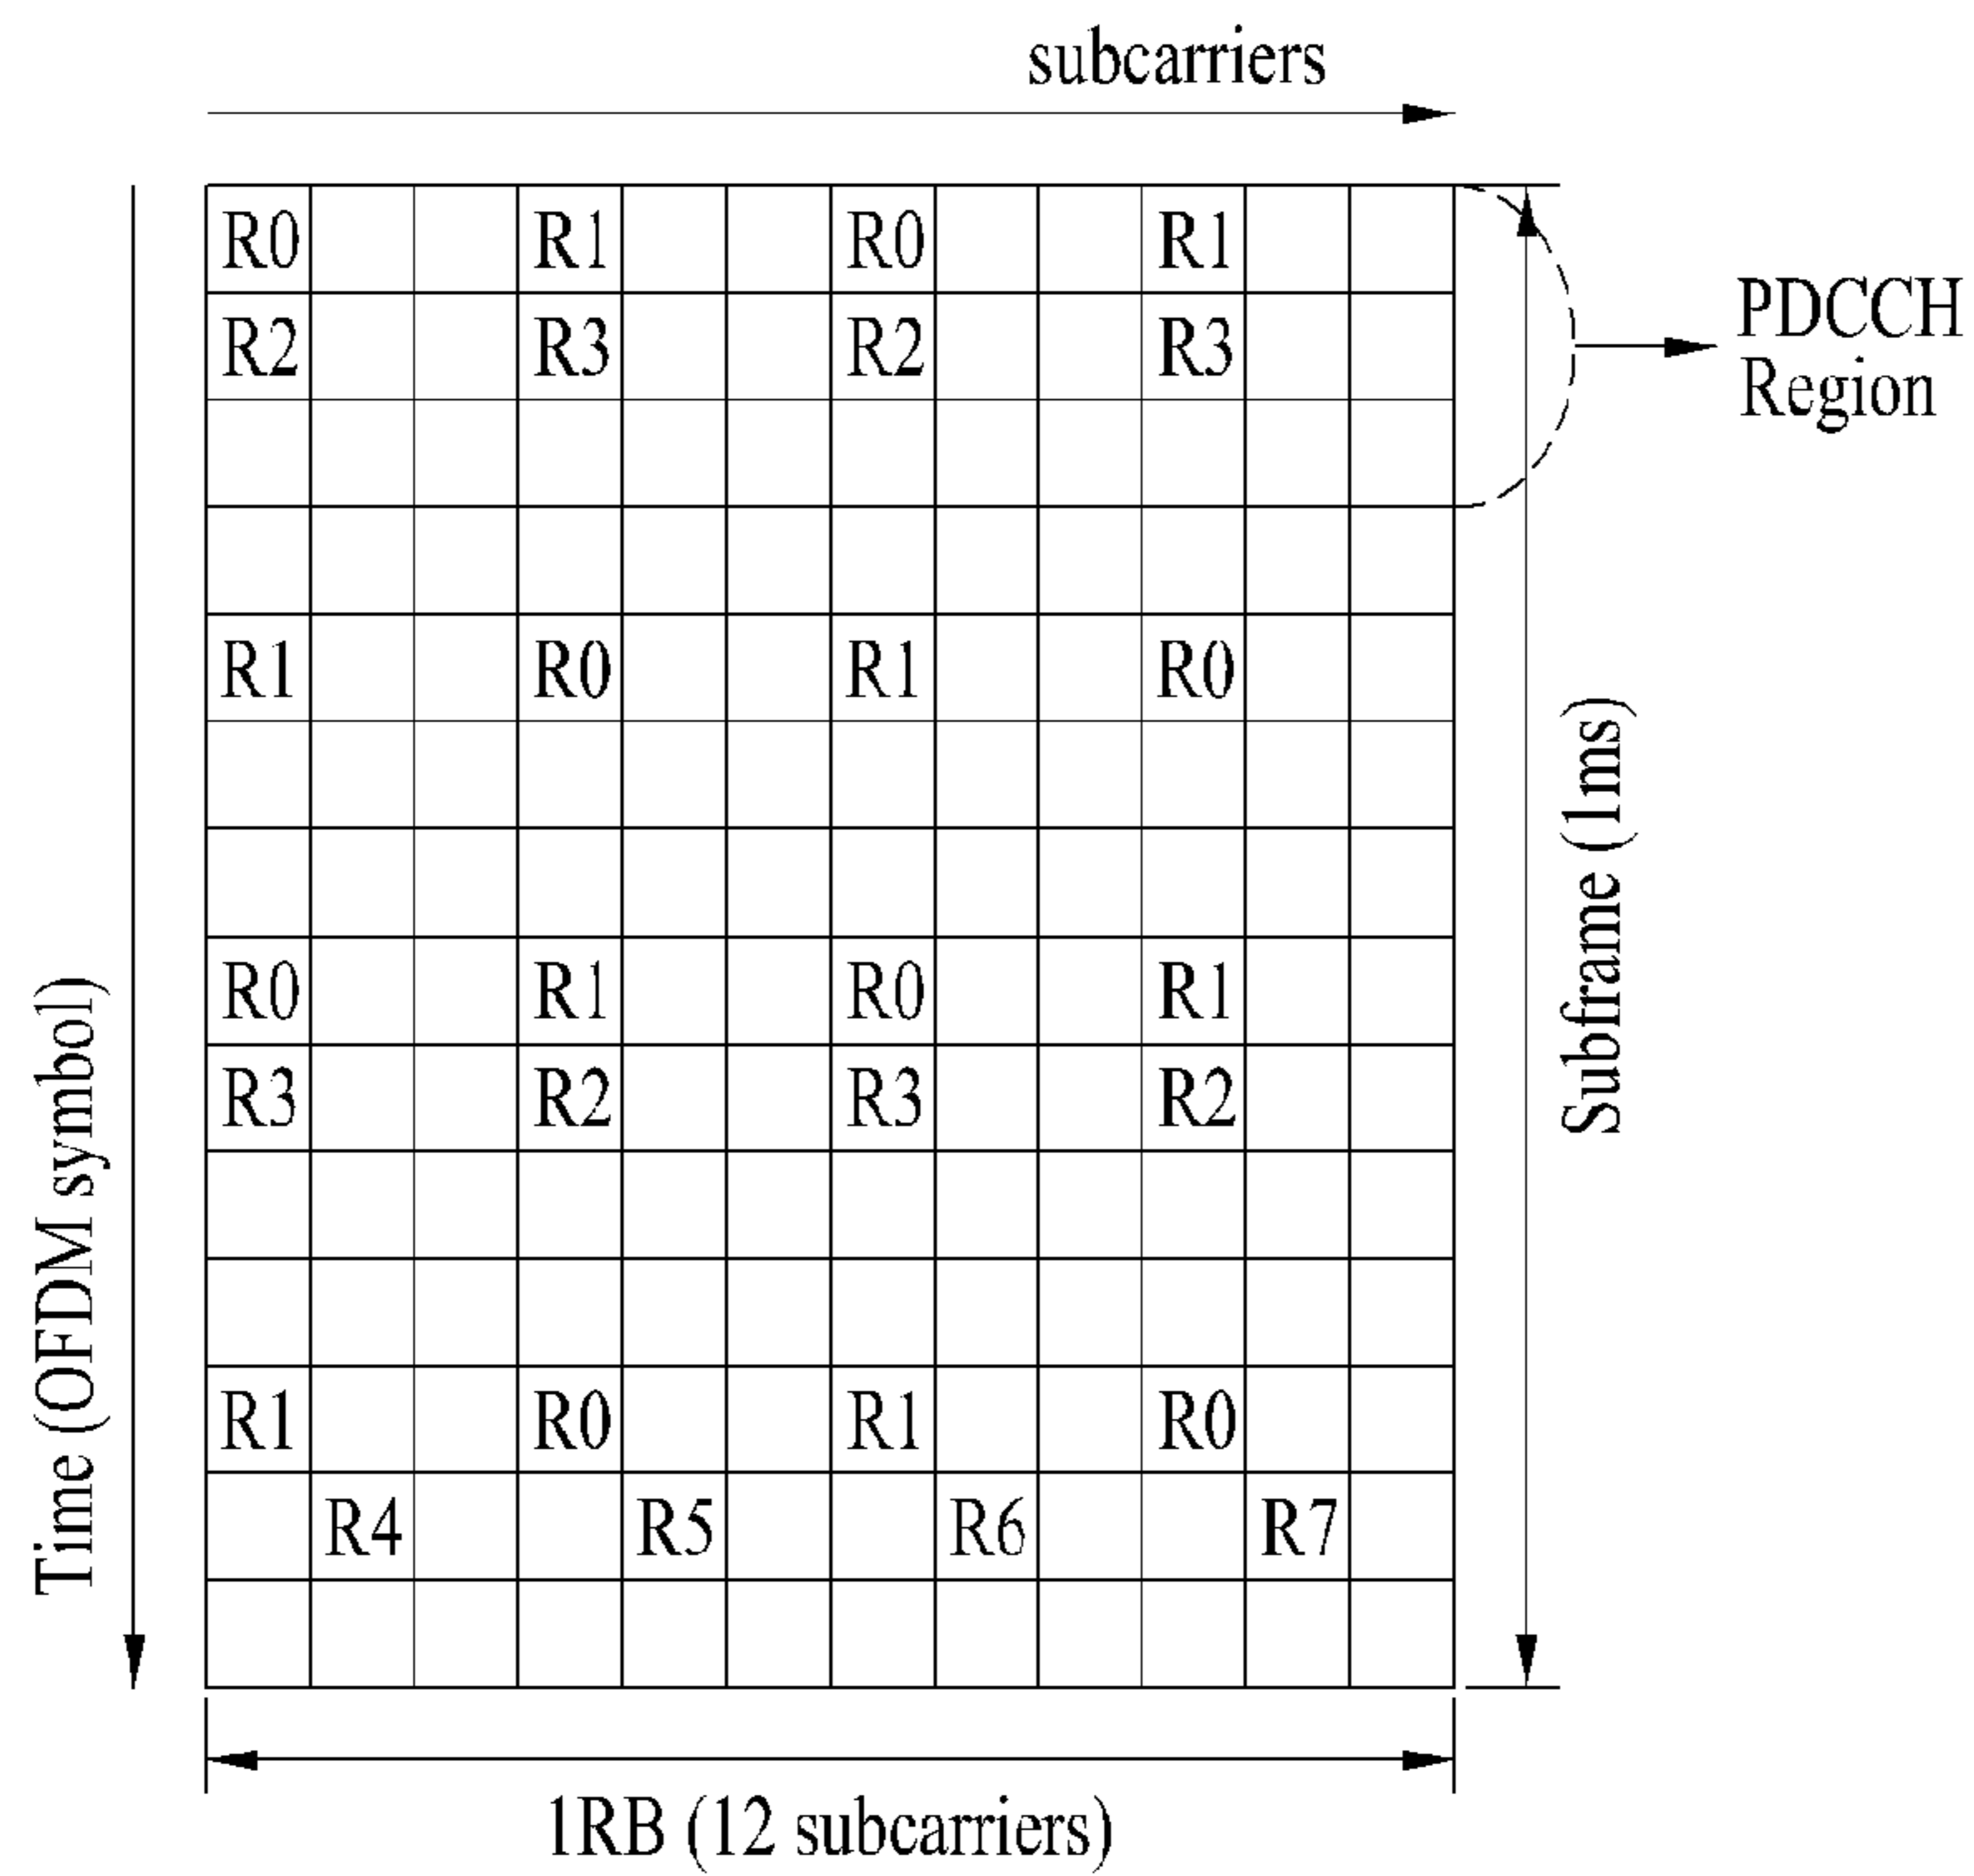 subcarriers
R0 R1 R0 R1
R2 R3 R2 R3
PDCCH
Region
R1 R0 R1 R0
R0 R1 R0 R1
R3 R2 R3 R2
R1 R0 R1 R0
R4 R5 R6 R7
Time (OFDM symbol)
Subframe (1ms)
1RB (12 subcarriers)